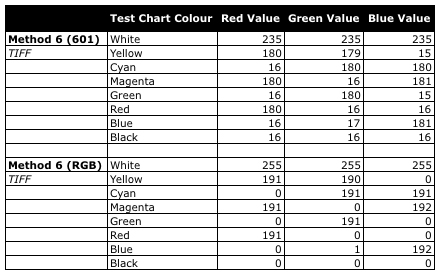 Test Chart Colour Red Value Green Value Blue Value
Method 6 (601) White 235 235 235
TIFF Yellow 180 179 15
Cyan 16 180 180
Magenta 180 16 181
Green 16 180 15
Red 180 16 16
Blue 16 17 181
Black 16 16 16
Method 6 (RGB) White 255 255 255
TIFF Yellow 191 190 0
Cyan 0 191 191
Magenta 191 0 192
Green 0 191 0
Red 191 0 0
Blue 0 1 192
Black 0 0 0